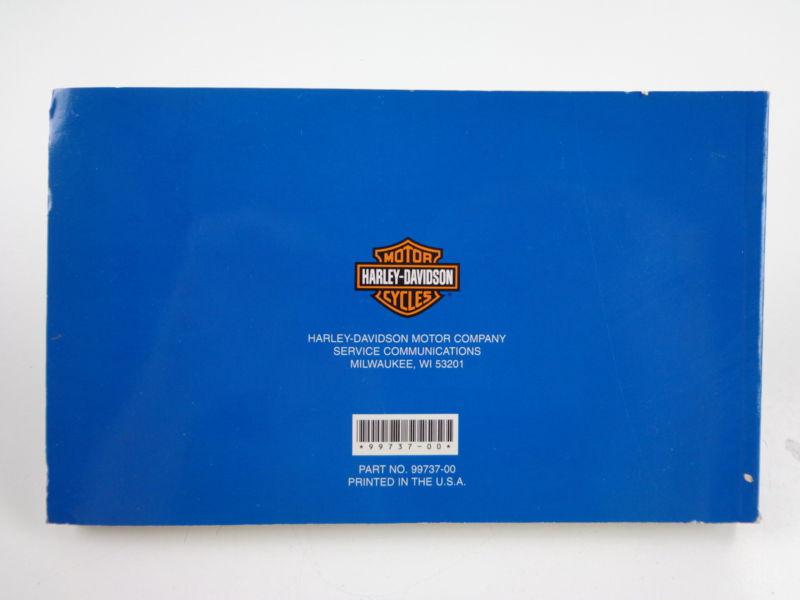 MOTOR
HARLEY-DAVIDSON
CYCLES
HARLEY-DAVIDSON MOTOR COMPANY
SERVICE COMMUNICATIONS
MILWAUKEE, WI 53201
*99737-00*
PART NO. 99737-00
PRINTED IN THE U.S.A.